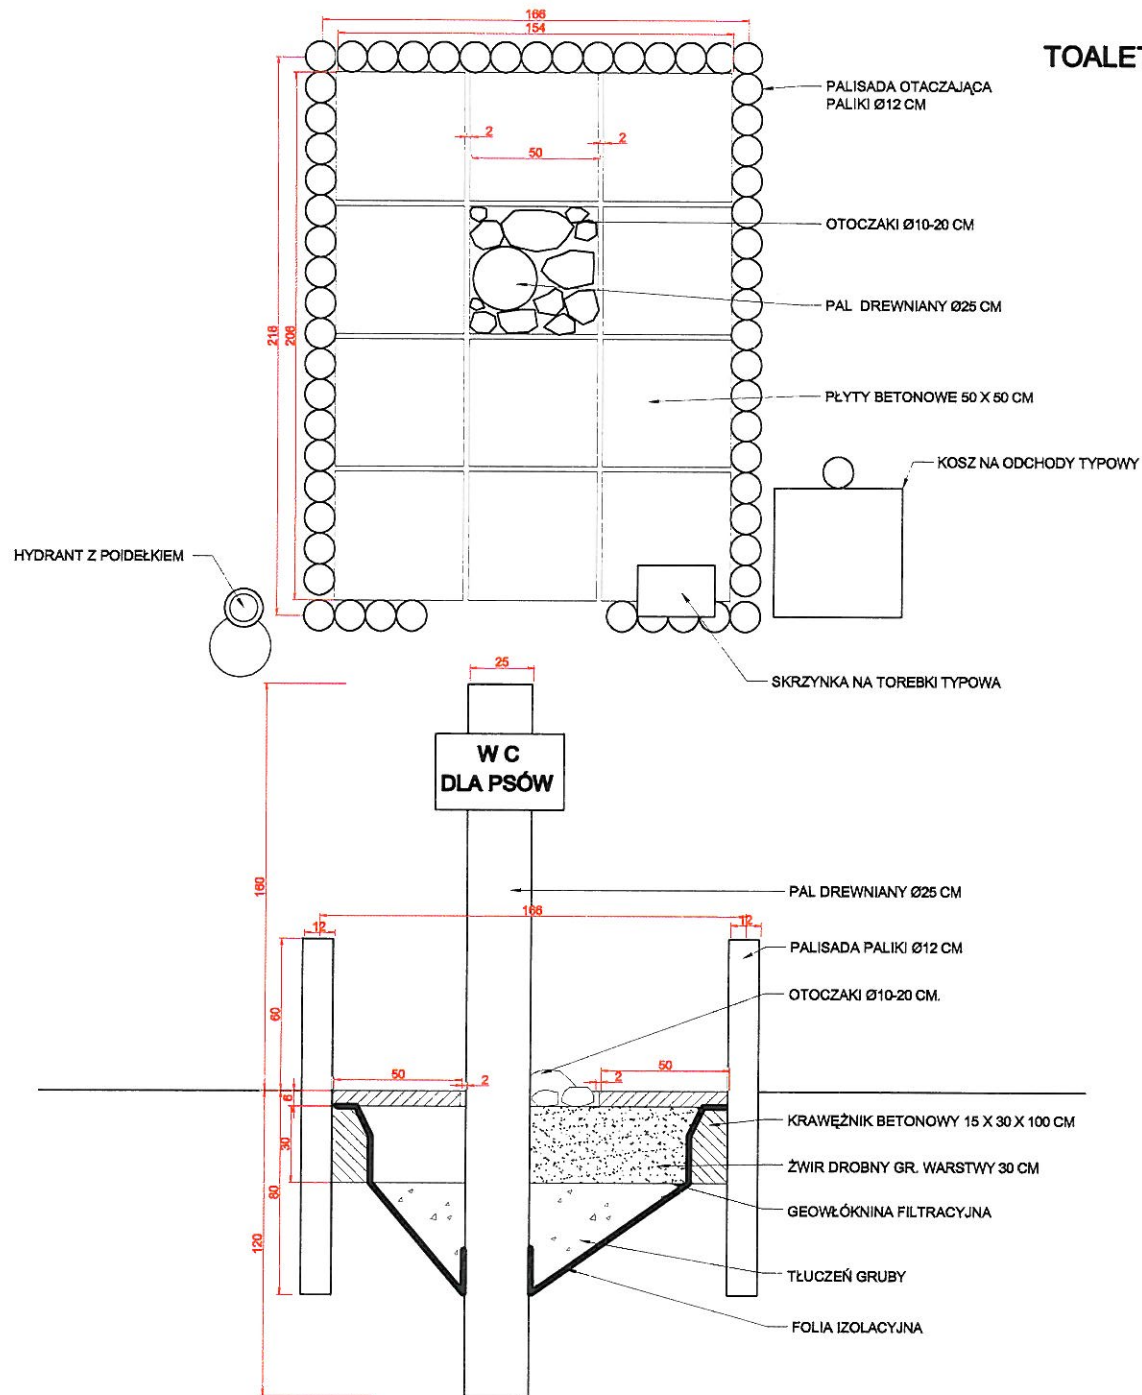 166
154
TOALET
PALISADA OTACZAJĄCA
PALIKI Ø12 CM
2
2
50
OTOCZAKI Ø10-20 CM
PAL DREWNIANY Ø25 CM
218
208
PŁYTY BETONOWE 50 X 50 CM
KOSZ NA ODCHODY TYPOWY
HYDRANT Z POIDEŁKIEM
SKRZYNKA NA TOREBKI TYPOWA
25
W C
DLA PSÓW
160
PAL DREWNIANY Ø25 CM
166
12
12
PALISADA PALIKI Ø12 CM
60
OTOCZAKI Ø10-20 CM.
50
2
2
50
6
KRAWĘŻNIK BETONOWY 15 X 30 X 100 CM
30
ŻWIR DROBNY GR. WARSTWY 30 CM
80
GEOWŁÓKNINA FILTRACYJNA
120
TŁUCZEŃ GRUBY
FOLIA IZOLACYJNA